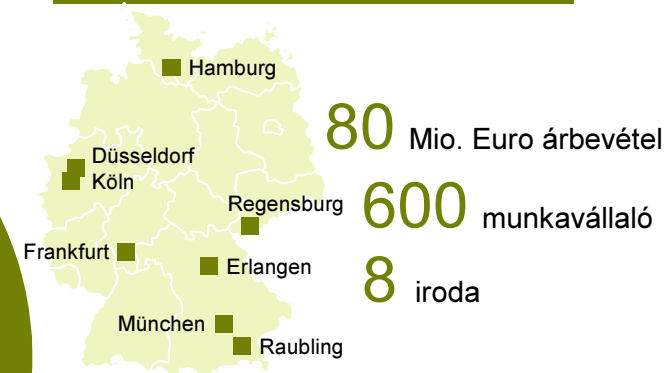 Hamburg
80 Mio. Euro árbevétel
Düsseldorf
Köln
Regensburg
600 munkavállaló
Frankfurt
Erlangen
8 iroda
München
Raubling